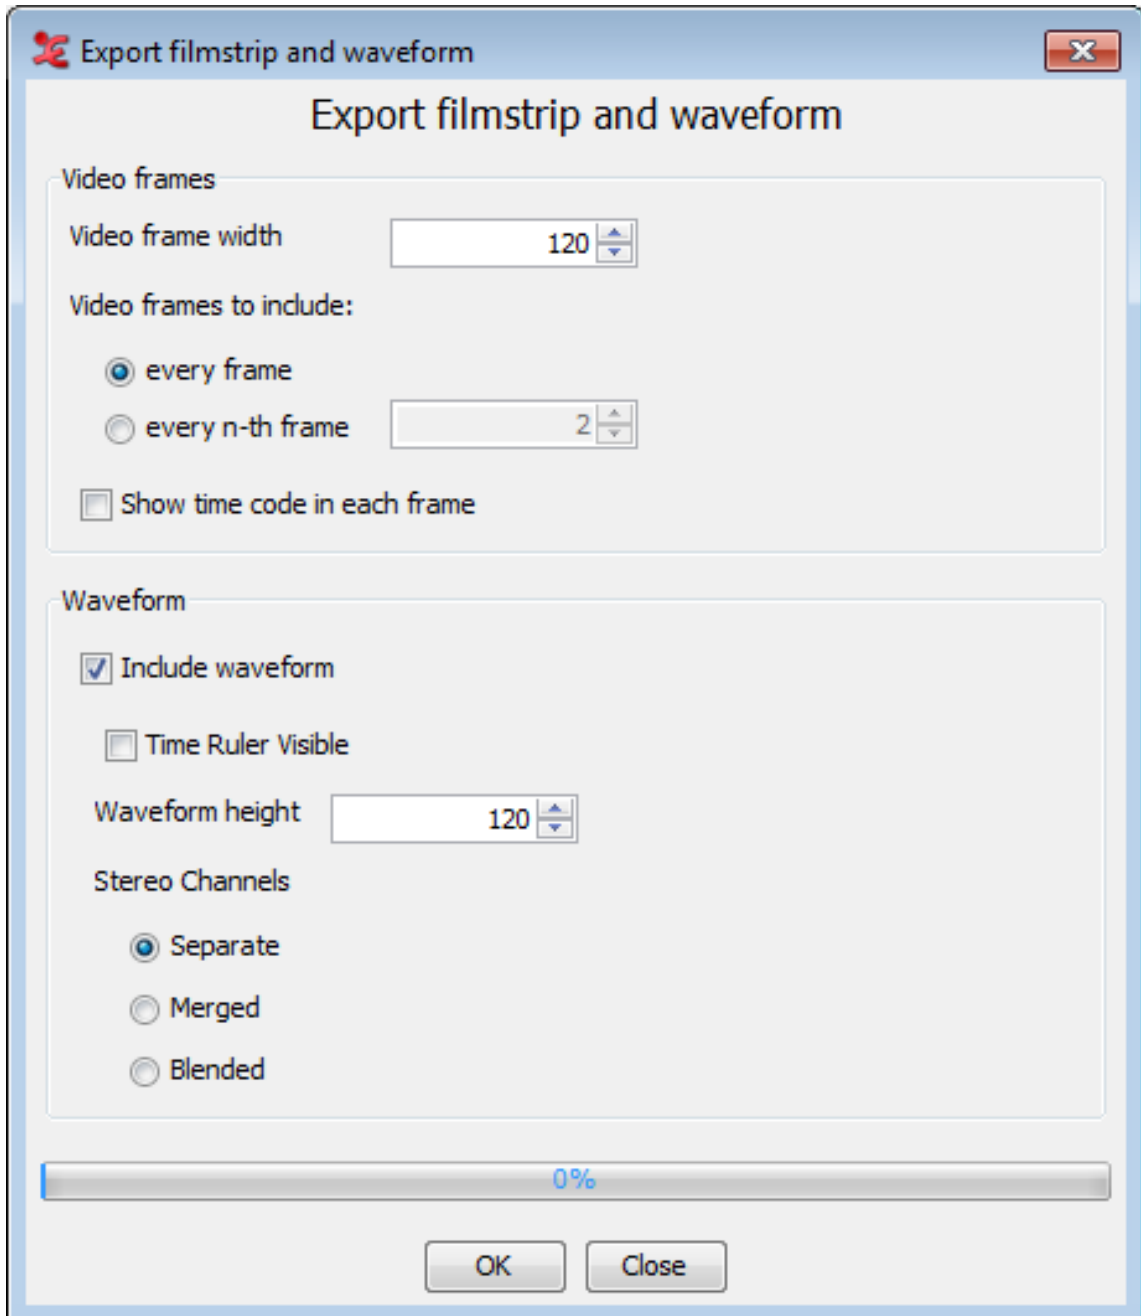 Export filmstrip and waveform
Export filmstrip and waveform
Video frames
Video frame width 120
Video frames to include:
every frame
every n-th frame 2
Show time code in each frame
Waveform
Include waveform
Time Ruler Visible
Waveform height 120
Stereo Channels
Separate
Merged
Blended
0%
OK Close